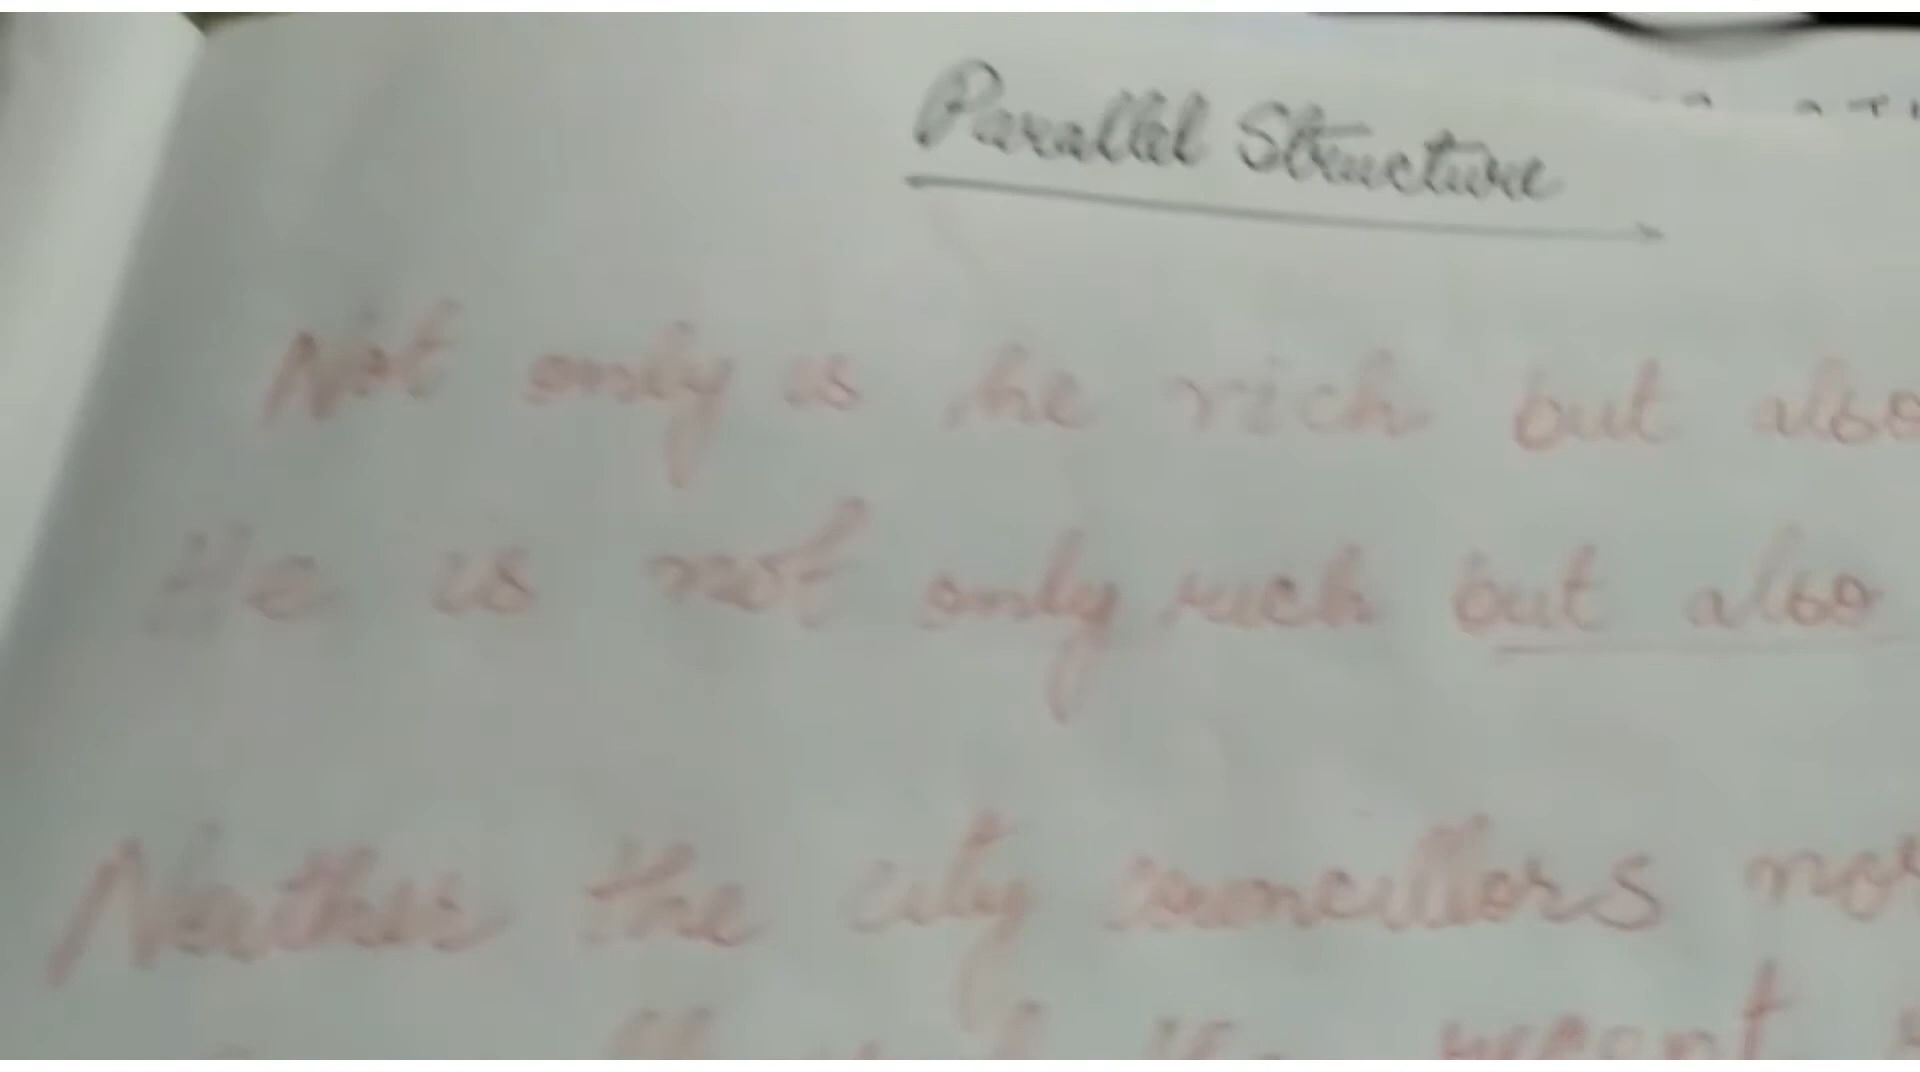 Parallel Structure
Not only is he rich but also
He is not only rich but also
Neither the city councillors nor